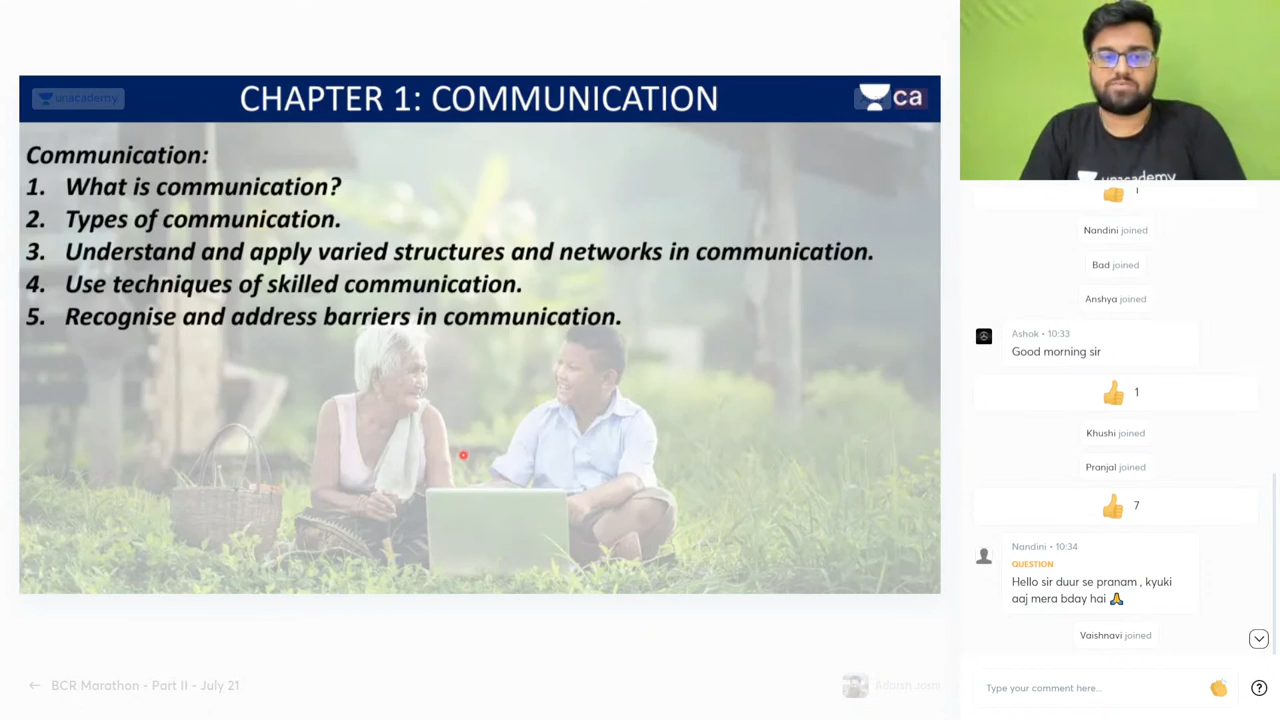 unacademy
CHAPTER 1: COMMUNICATION
ca
Communication:
1. What is communication?
2. Types of communication.
3. Understand and apply varied structures and networks in communication.
4. Use techniques of skilled communication.
5. Recognise and address barriers in communication.
BCR Marathon - Part II - July 21
Adarsh Joshi
unacademy
1
Nandini joined
Bad joined
Anshya joined
Ashok • 10:33
Good morning sir
1
Khushi joined
Pranjal joined
7
Nandini • 10:34
QUESTION
Hello sir duur se pranam , kyuki
aaj mera bday hai
Vaishnavi joined
Type your comment here...
?